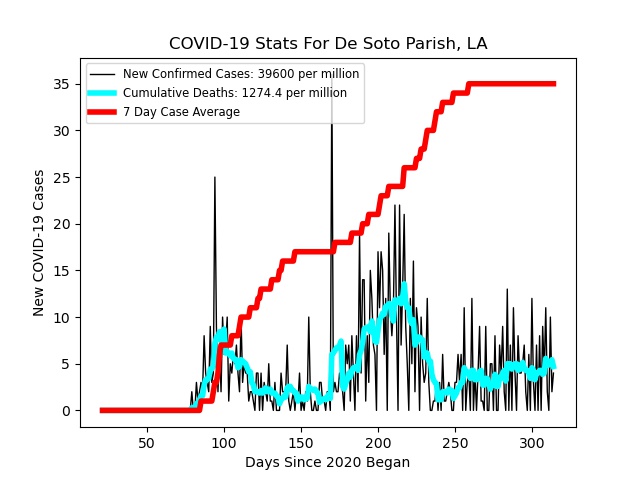 COVID-19 Stats For De Soto Parish, LA
New Confirmed Cases: 39600 per million
Cumulative Deaths: 1274.4 per million
7 Day Case Average
35
30
25
20
15
10
5
0
New COVID-19 Cases
50 100 150 200 250 300
Days Since 2020 Began